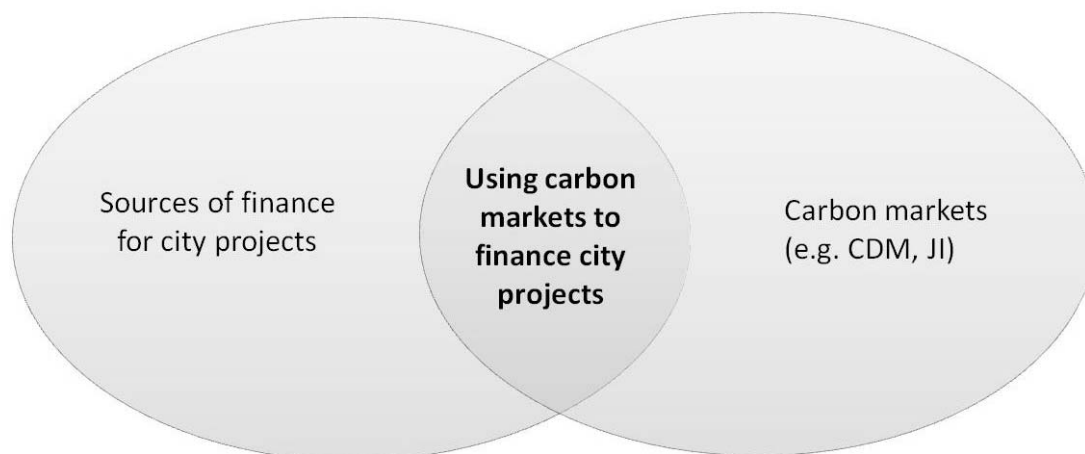 Sources of finance
for city projects
Using carbon
markets to
finance city
projects
Carbon markets
(e.g. CDM, JI)